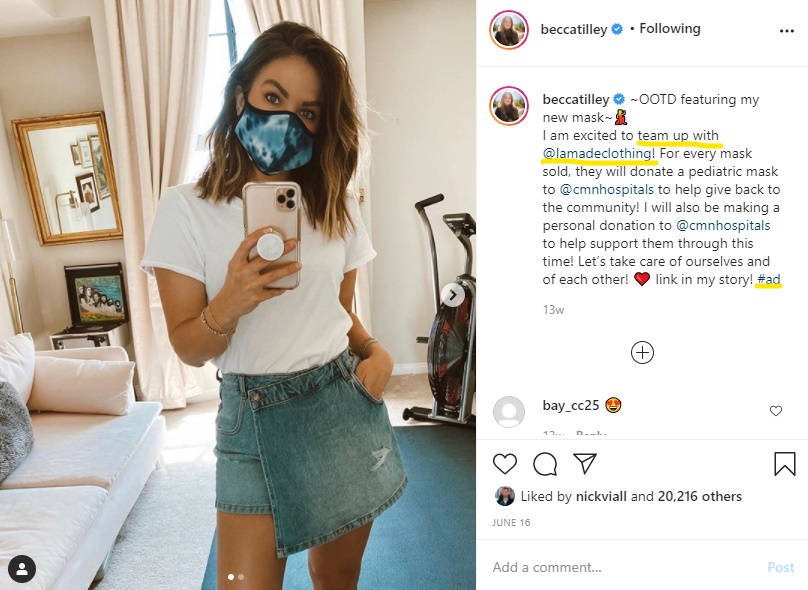 beccatilley • Following
beccatilley ~OOTD featuring my
new mask~💃
I am excited to team up with
@lamadeclothing! For every mask
sold, they will donate a pediatric mask
to @cmnhospitals to help give back to
the community! I will also be making a
personal donation to @cmnhospitals
to help support them through this
time! Let's take care of ourselves and
of each other! ❤️ link in my story! #ad
13w
bay_cc25 🤩
12w Reply
Liked by nickviall and 20,216 others
JUNE 16
Add a comment... Post